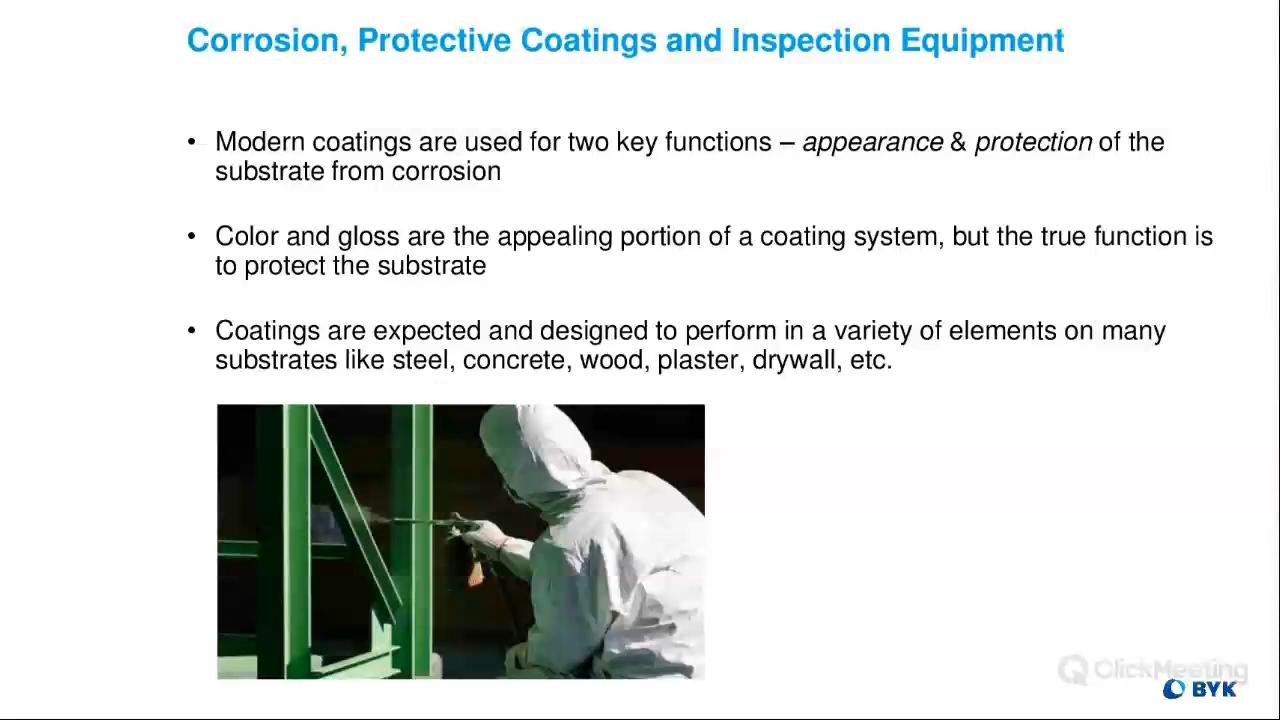 Corrosion, Protective Coatings and Inspection Equipment
• Modern coatings are used for two key functions – appearance & protection of the
substrate from corrosion
• Color and gloss are the appealing portion of a coating system, but the true function is
to protect the substrate
• Coatings are expected and designed to perform in a variety of elements on many
substrates like steel, concrete, wood, plaster, drywall, etc.
ClickMeeting
BYK